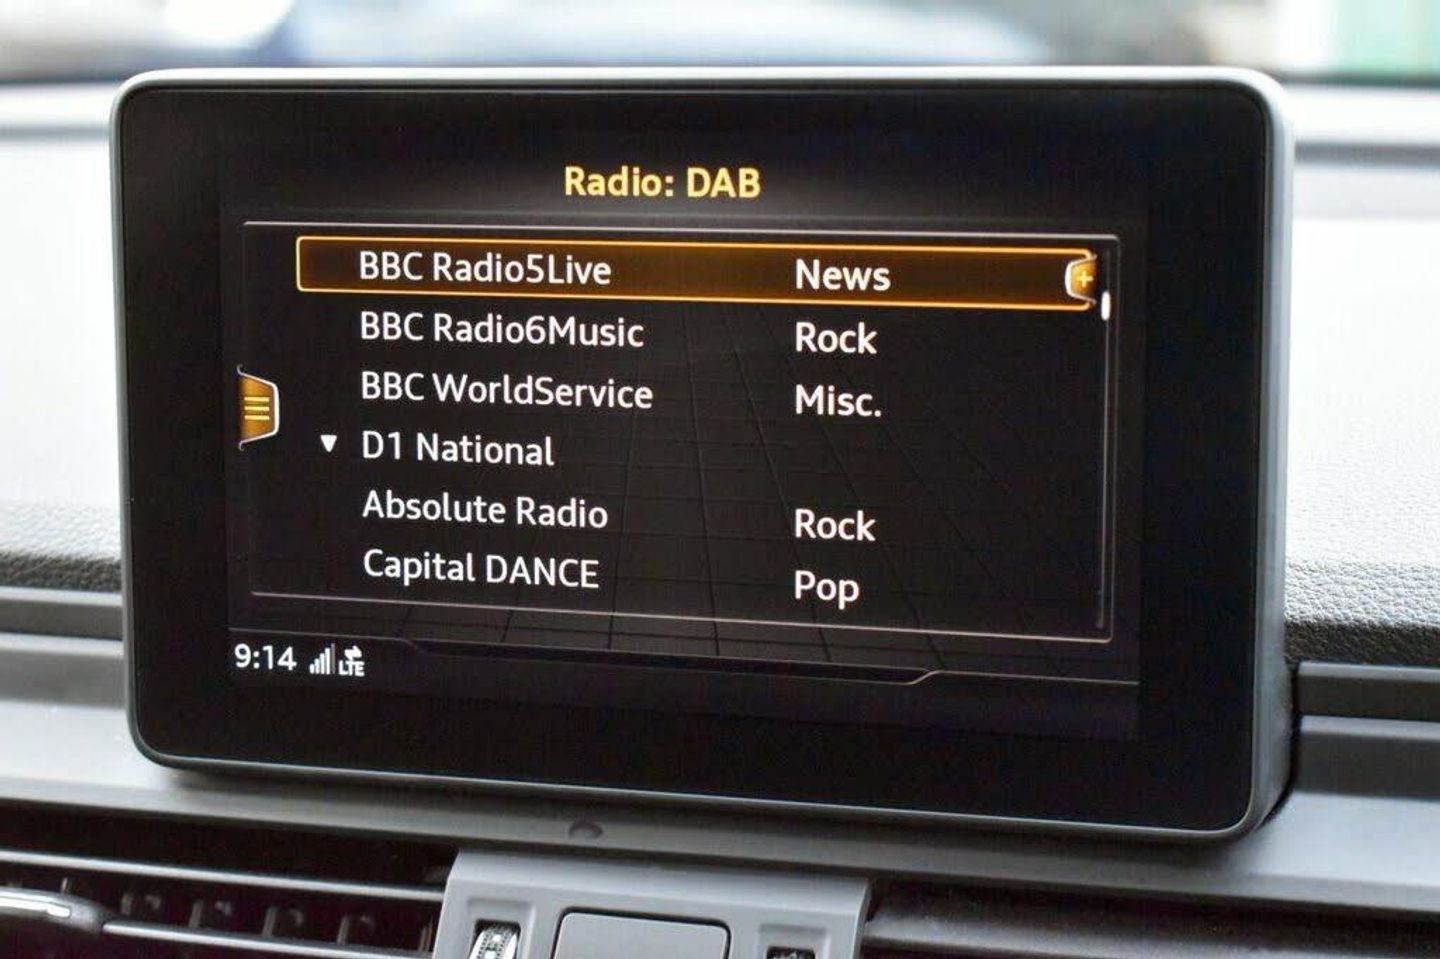 Radio: DAB
BBC Radio5Live News
BBC Radio6Music Rock
BBC WorldService Misc.
▼ D1 National
Absolute Radio Rock
Capital DANCE Pop
9:14 LTE